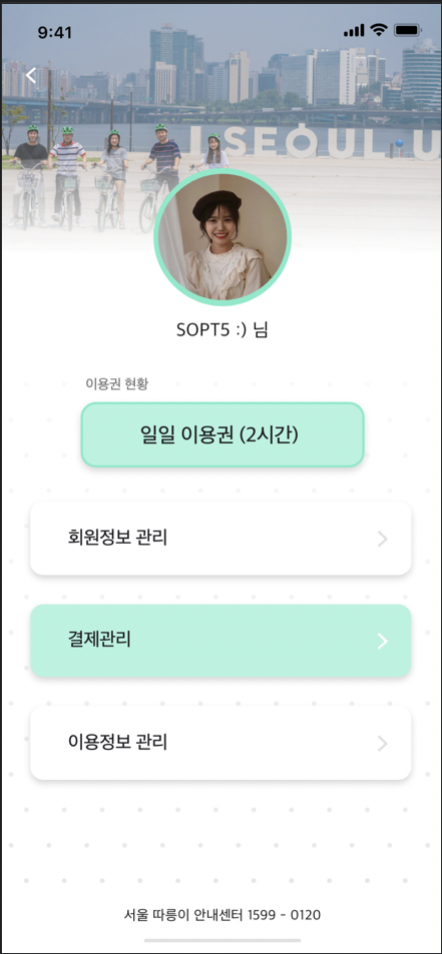 9:41
I SEOUL U
SOPT5 :) 님
이용권 현황
일일 이용권 (2시간)
회원정보 관리
결제관리
이용정보 관리
서울 따릉이 안내센터 1599 - 0120